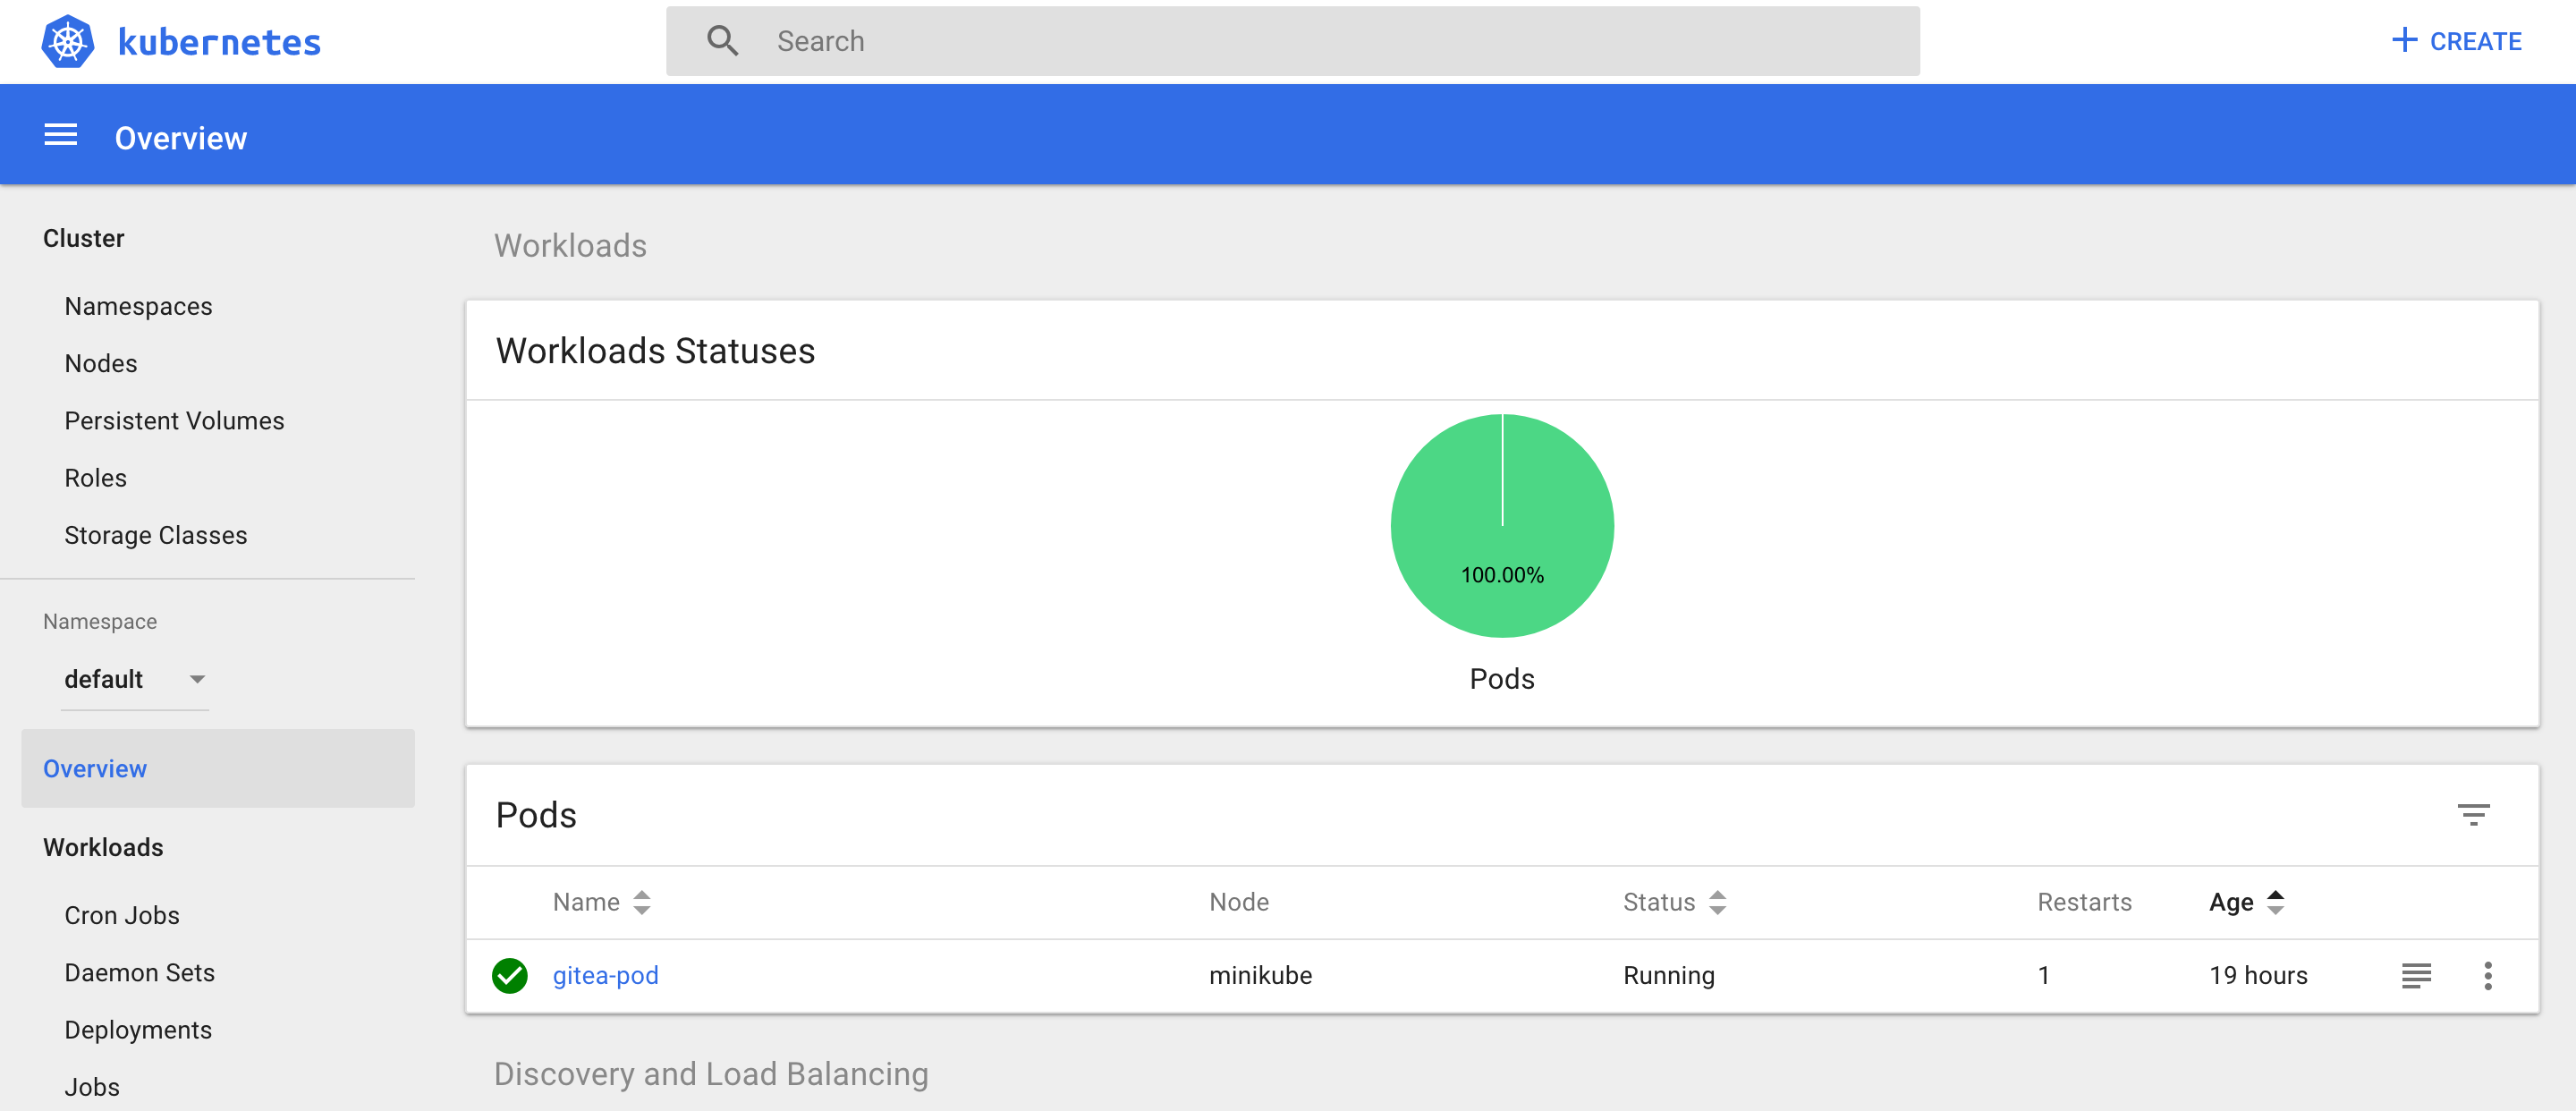 kubernetes
Search
CREATE
Overview
Cluster
Namespaces
Nodes
Persistent Volumes
Roles
Storage Classes
Namespace
default
Overview
Workloads
Cron Jobs
Daemon Sets
Deployments
Jobs
Workloads
Workloads Statuses
100.00%
Pods
Pods
Name Node Status Restarts Age
gitea-pod minikube Running 1 19 hours
Discovery and Load Balancing